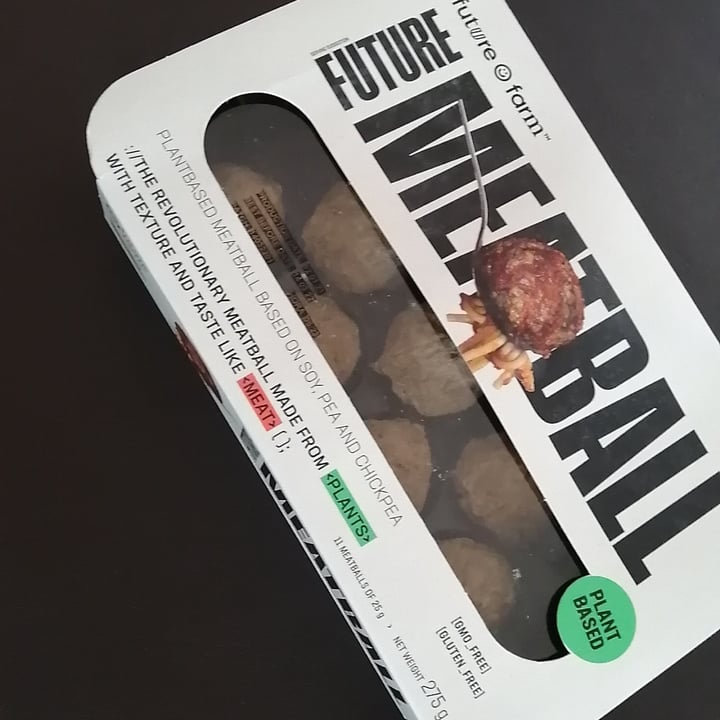 future farm™
FUTURE
MEATBALL
PLANTBASED MEATBALL BASED ON SOY, PEA AND CHICKPEA
://THE REVOLUTIONARY MEATBALL MADE FROM <PLANTS>
WITH TEXTURE AND TASTE LIKE <MEAT> {};
11 MEATBALLS OF 25 g
NET WEIGHT 275 g
[GMO_FREE]
[GLUTEN_FREE]
PLANT
BASED